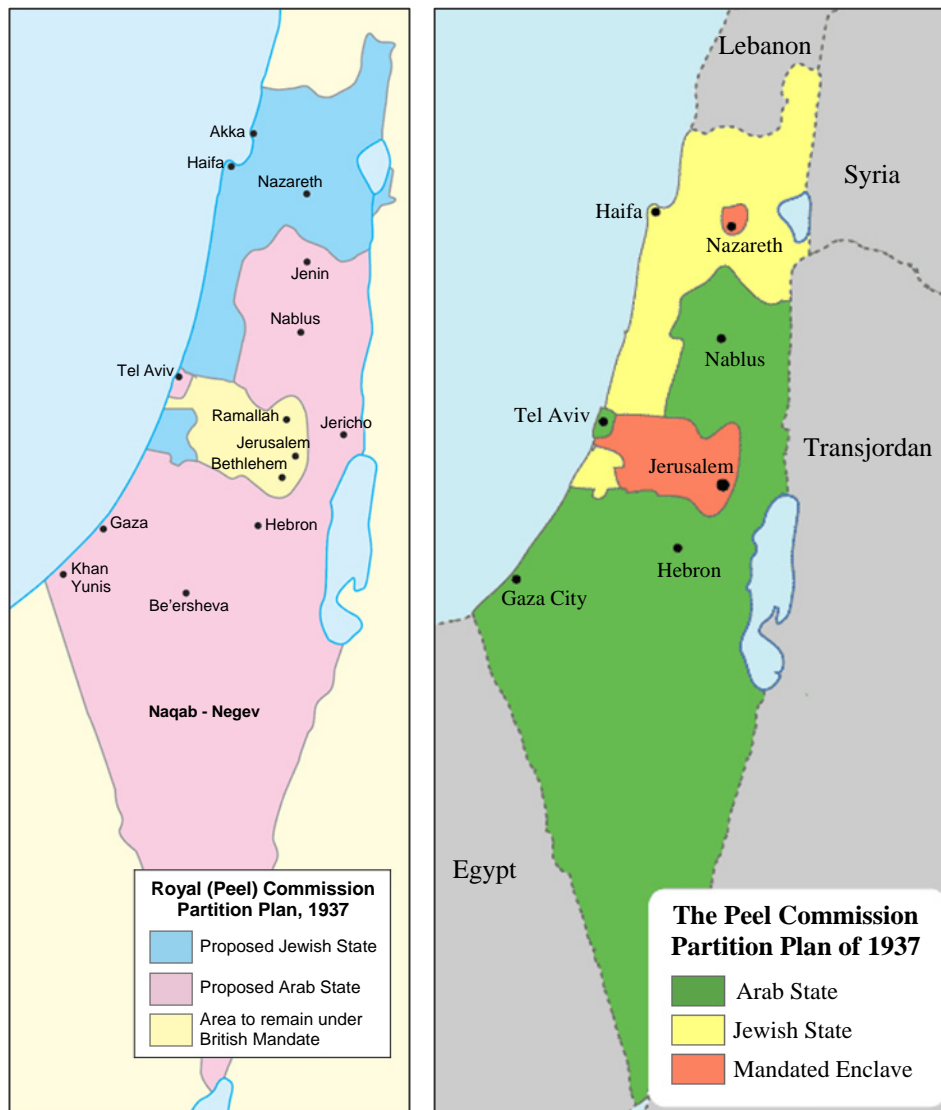 Akka
Haifa
Nazareth
Jenin
Nablus
Tel Aviv
Ramallah
Jericho
Jerusalem
Bethlehem
Gaza
Hebron
Khan
Yunis
Be'ersheva
Naqab - Negev
Royal (Peel) Commission
Partition Plan, 1937
Proposed Jewish State
Proposed Arab State
Area to remain under
British Mandate
Lebanon
Syria
Haifa
Nazareth
Nablus
Tel Aviv
Transjordan
Jerusalem
Hebron
Gaza City
Egypt
The Peel Commission
Partition Plan of 1937
Arab State
Jewish State
Mandated Enclave